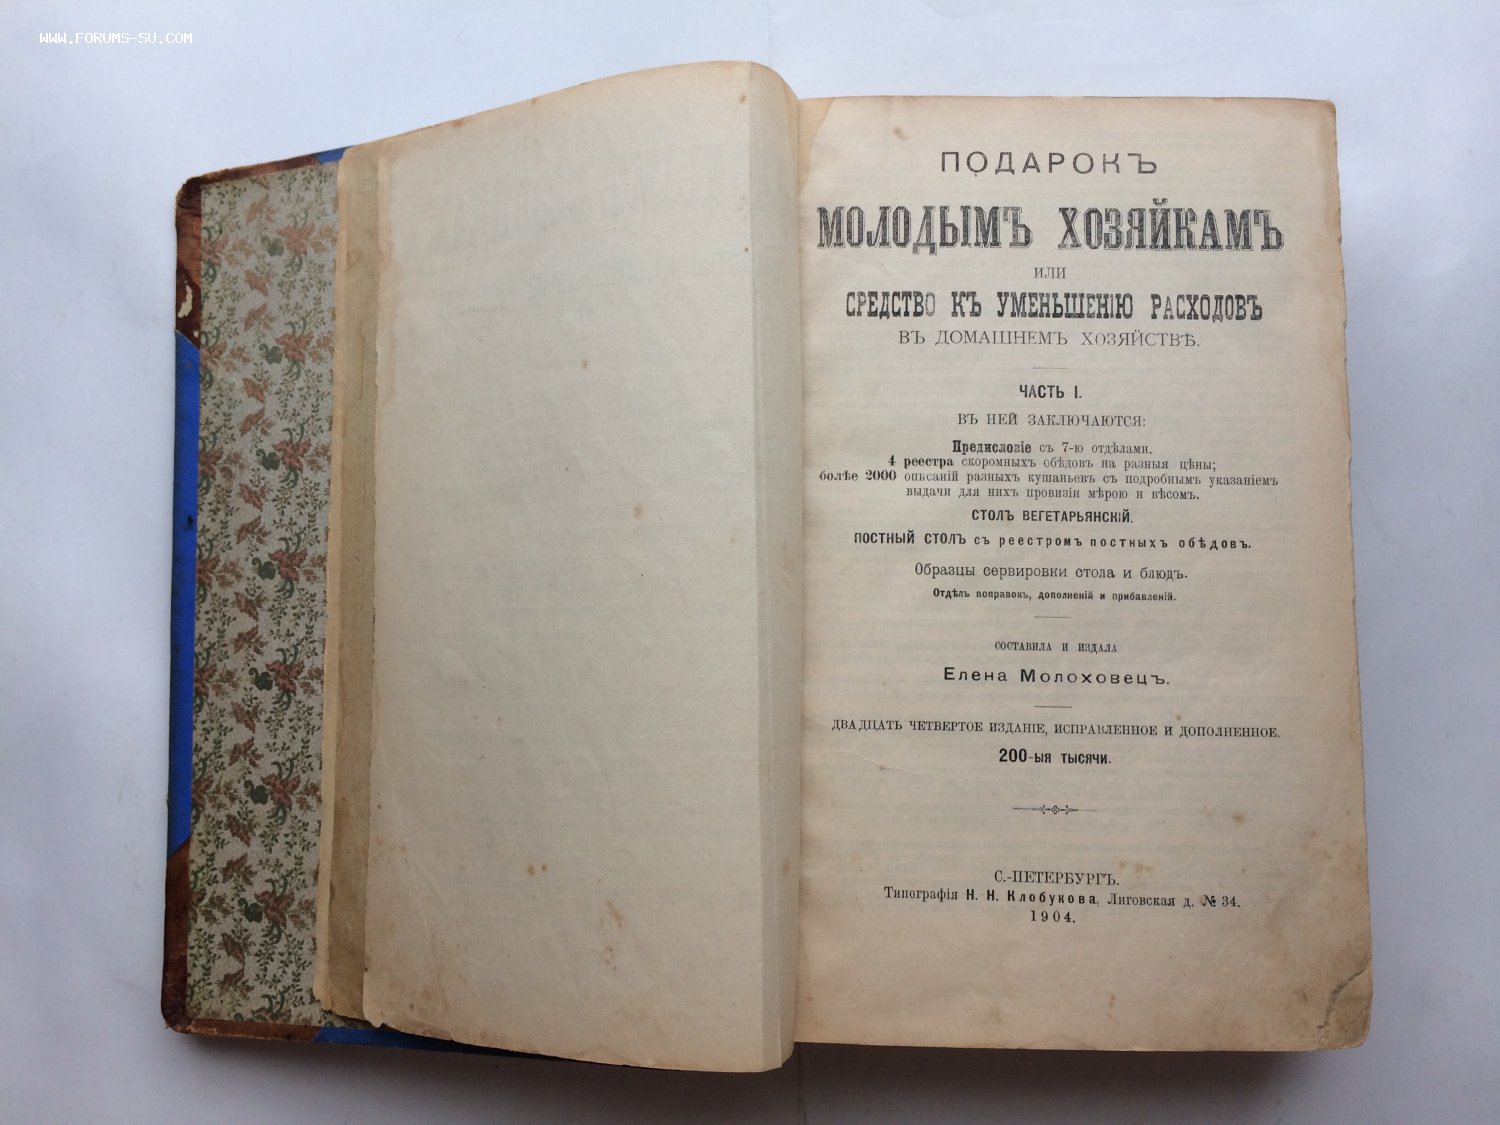 WWW.FORUMS-SU.COM
ПОДАРОКЪ
МОЛОДЫМЪ ХОЗЯЙКАМЪ
ИЛИ
СРЕДСТВО КЪ УМЕНЬШЕНІЮ РАСХОДОВЪ
ВЪ ДОМАШНЕМЪ ХОЗЯЙСТВѢ.
ЧАСТЬ I.
ВЪ НЕЙ ЗАКЛЮЧАЮТСЯ:
Предисловіе съ 7-ю отдѣлами.
4 реестра скоромныхъ обѣдовъ на разныя цѣны;
болѣе 2000 описаній разныхъ кушаньевъ съ подробнымъ указаніемъ
выдачи для нихъ провизіи мѣрою и вѣсомъ.
СТОЛЪ ВЕГЕТАРЬЯНСКІЙ.
ПОСТНЫЙ СТОЛЪ съ реестромъ постныхъ обѣдовъ.
Образцы сервировки стола и блюдъ.
Отдѣлъ поправокъ, дополненій и прибавленій.
СОСТАВИЛА И ИЗДАЛА
Елена Молоховецъ.
ДВАДЦАТЬ ЧЕТВЕРТОЕ ИЗДАНІЕ, ИСПРАВЛЕННОЕ И ДОПОЛНЕННОЕ.
200-ыя тысячи.
С.-ПЕТЕРБУРГЪ.
Типографія Н. Н. Клобукова, Лиговская д. № 34.
1904.